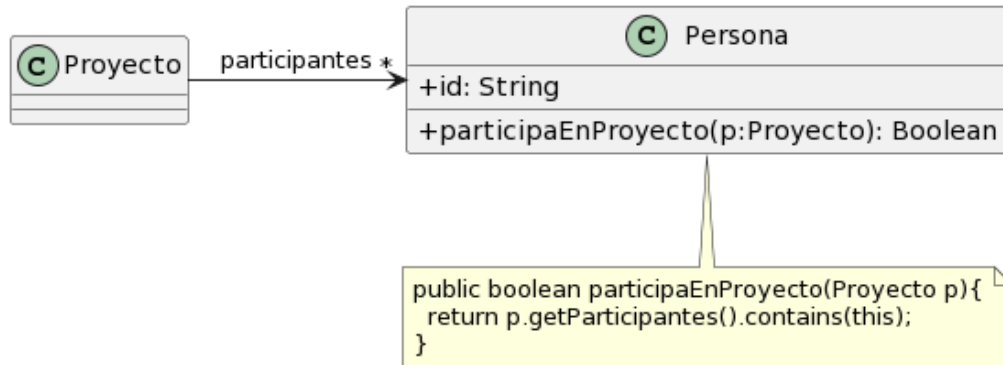 C Proyecto
participantes *
C Persona
+id: String
+participaEnProyecto(p:Proyecto): Boolean
public boolean participaEnProyecto(Proyecto p){
return p.getParticipantes().contains(this);
}